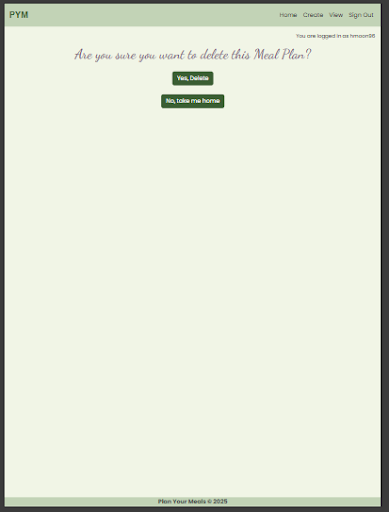 PYM
Home Create View Sign Out
You are logged in as hmoon98
Are you sure you want to delete this Meal Plan?
Yes, Delete
No, take me home
Plan Your Meals © 2025